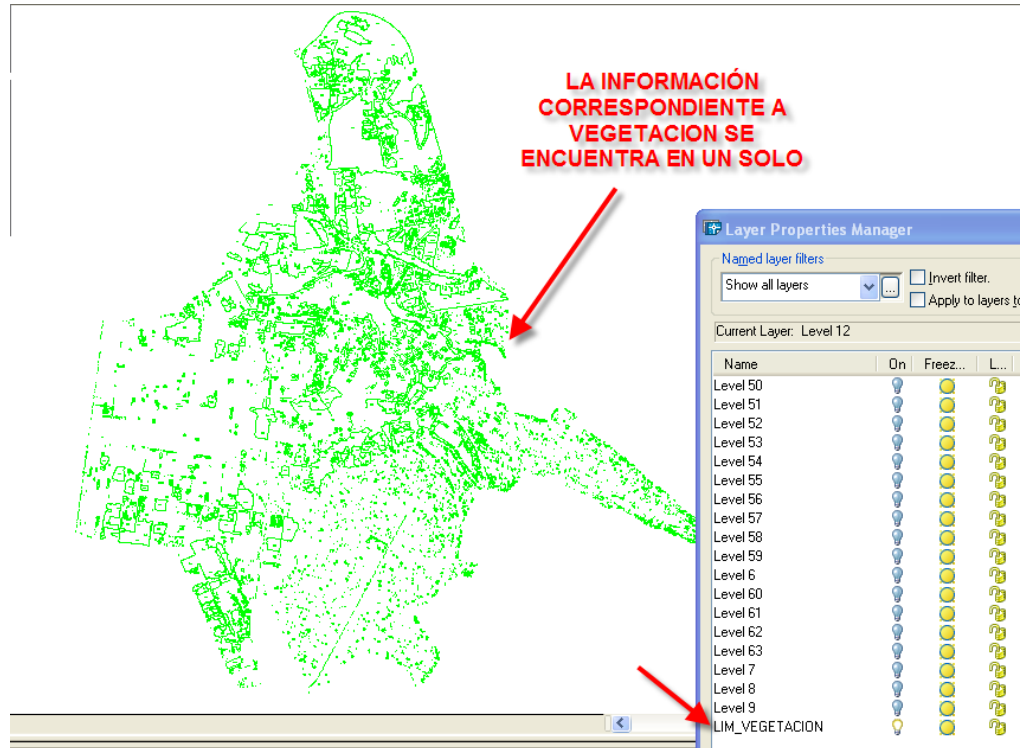 LA INFORMACIÓN
CORRESPONDIENTE A
VEGETACION SE
ENCUENTRA EN UN SOLO
Layer Properties Manager
Named layer filters
Show all layers
...
Invert filter.
Apply to layers to
Current Layer: Level 12
Name On Freez... L...
Level 50
Level 51
Level 52
Level 53
Level 54
Level 55
Level 56
Level 57
Level 58
Level 59
Level 6
Level 60
Level 61
Level 62
Level 63
Level 7
Level 8
Level 9
LIM_VEGETACION